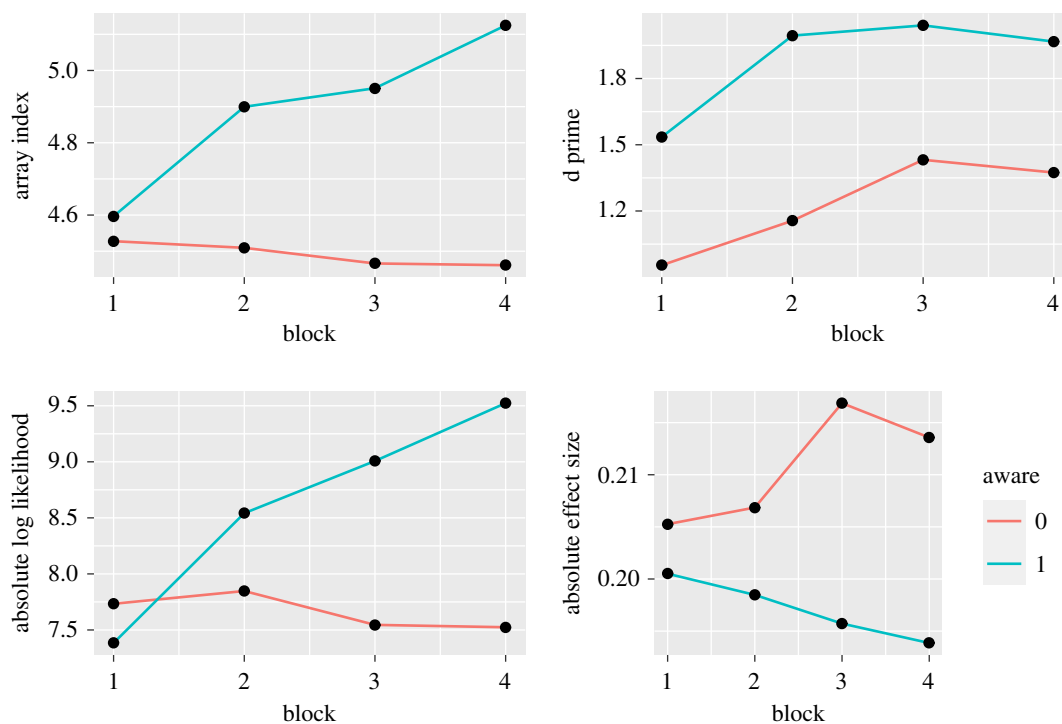 array index
5.0
4.8
4.6
1 2 3 4
block
d prime
1.8
1.5
1.2
1 2 3 4
block
absolute log likelihood
9.5
9.0
8.5
8.0
7.5
1 2 3 4
block
absolute effect size
0.21
0.20
1 2 3 4
block
aware
0
1